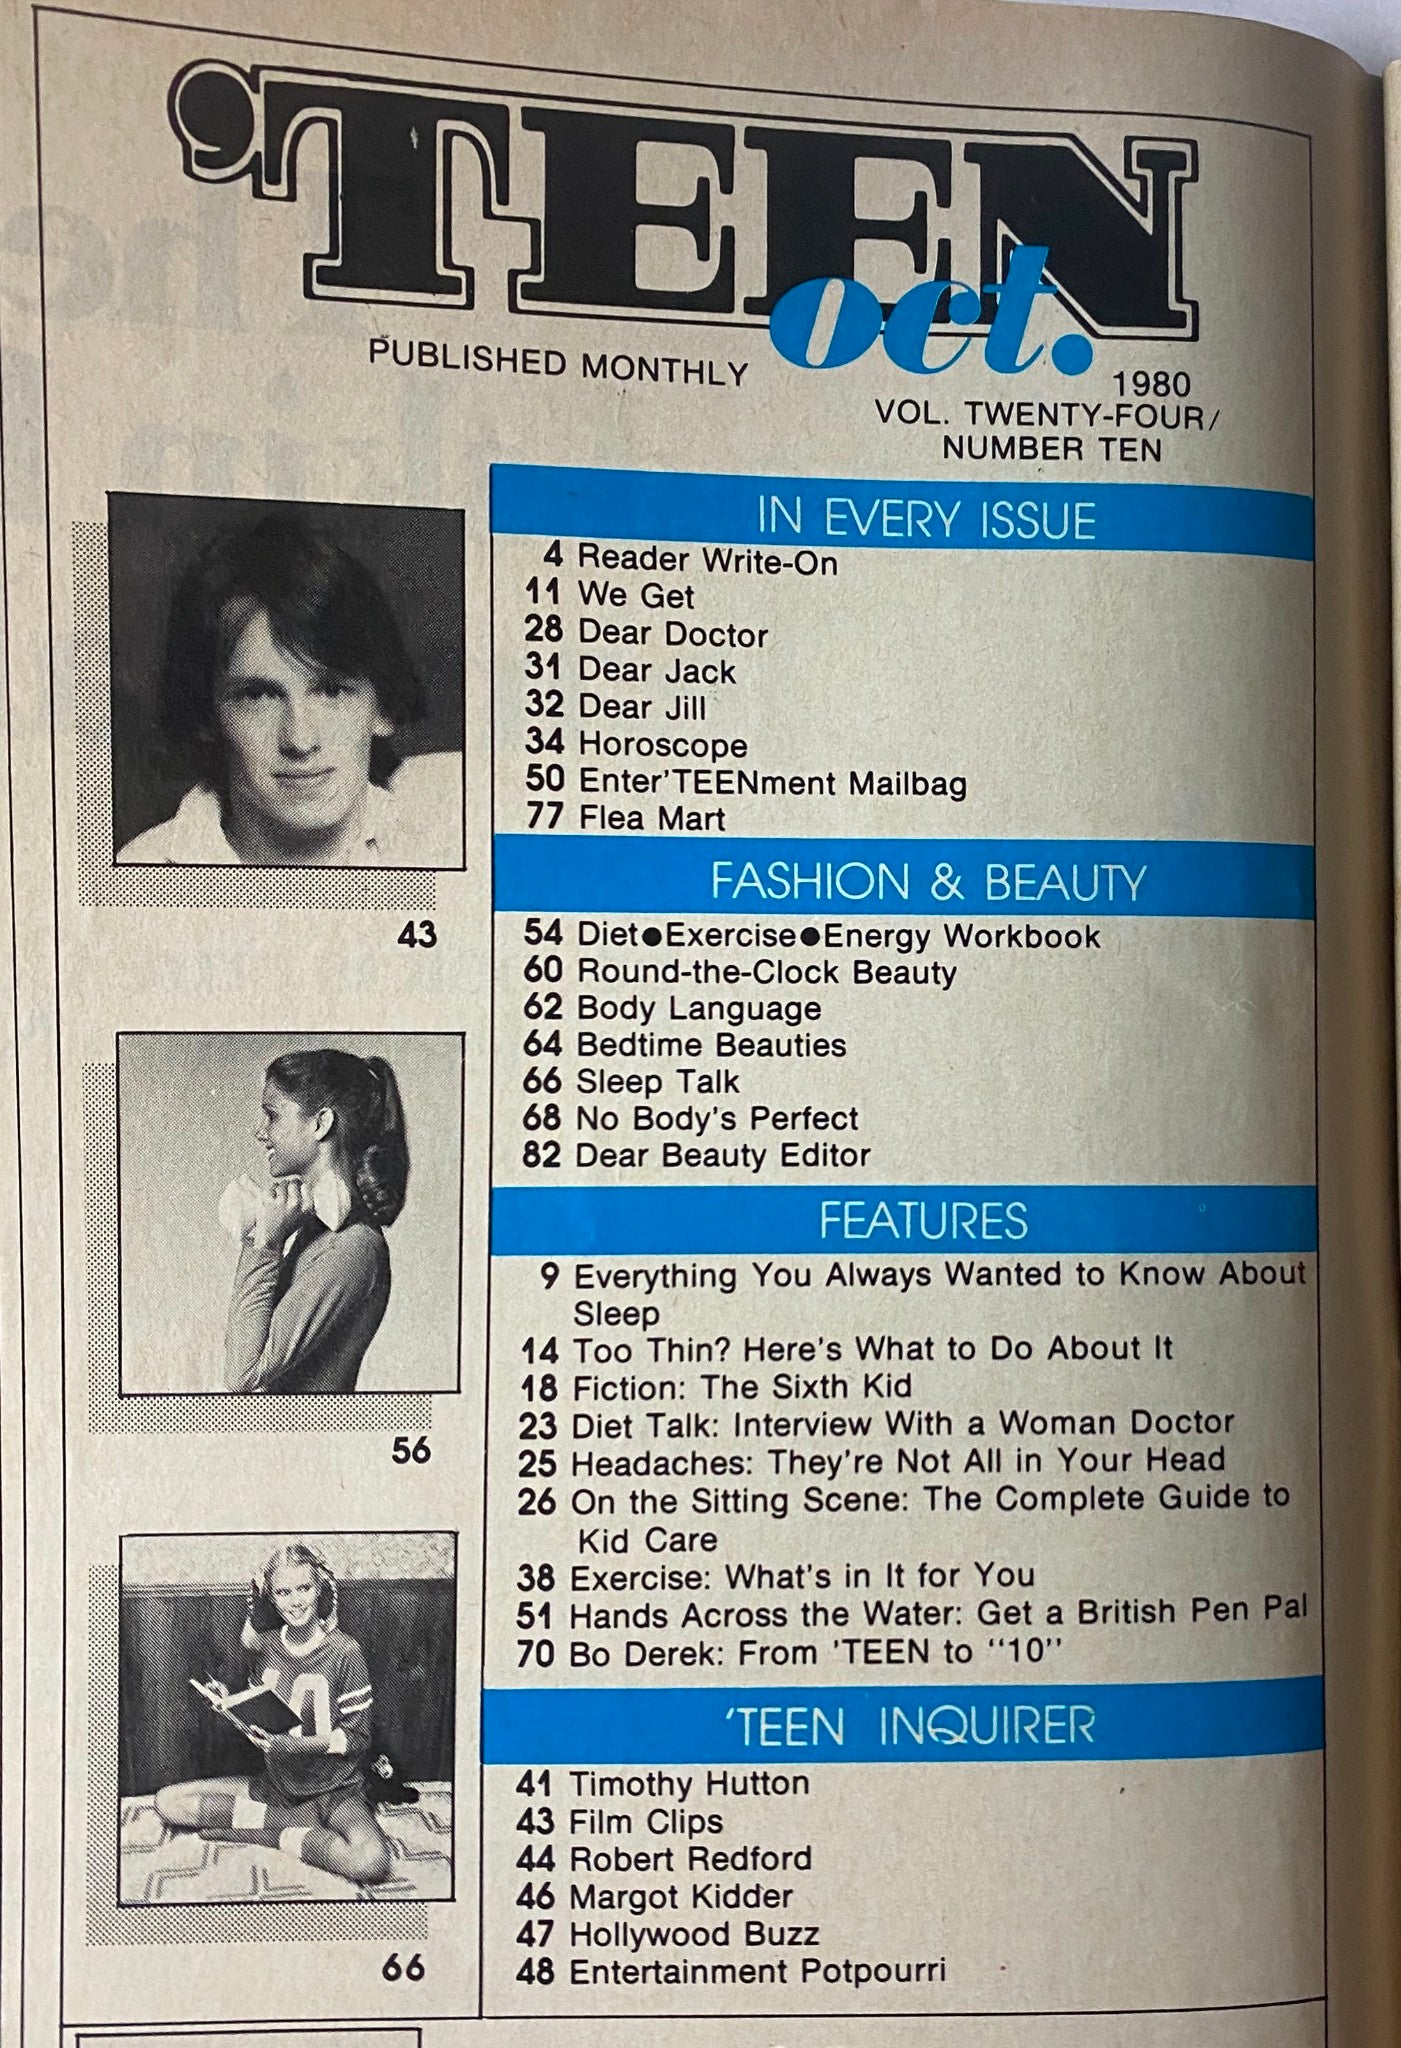 'TEEN
oct.
PUBLISHED MONTHLY
1980
VOL. TWENTY-FOUR/
NUMBER TEN
IN EVERY ISSUE
4 Reader Write-On
11 We Get
28 Dear Doctor
31 Dear Jack
32 Dear Jill
34 Horoscope
50 Enter'TEENment Mailbag
77 Flea Mart
FASHION & BEAUTY
54 Diet●Exercise●Energy Workbook
60 Round-the-Clock Beauty
62 Body Language
64 Bedtime Beauties
66 Sleep Talk
68 No Body's Perfect
82 Dear Beauty Editor
FEATURES
9 Everything You Always Wanted to Know About
Sleep
14 Too Thin? Here's What to Do About It
18 Fiction: The Sixth Kid
23 Diet Talk: Interview With a Woman Doctor
25 Headaches: They're Not All in Your Head
26 On the Sitting Scene: The Complete Guide to
Kid Care
38 Exercise: What's in It for You
51 Hands Across the Water: Get a British Pen Pal
70 Bo Derek: From 'TEEN to "10"
'TEEN INQUIRER
41 Timothy Hutton
43 Film Clips
44 Robert Redford
46 Margot Kidder
47 Hollywood Buzz
48 Entertainment Potpourri
43
56
10
66